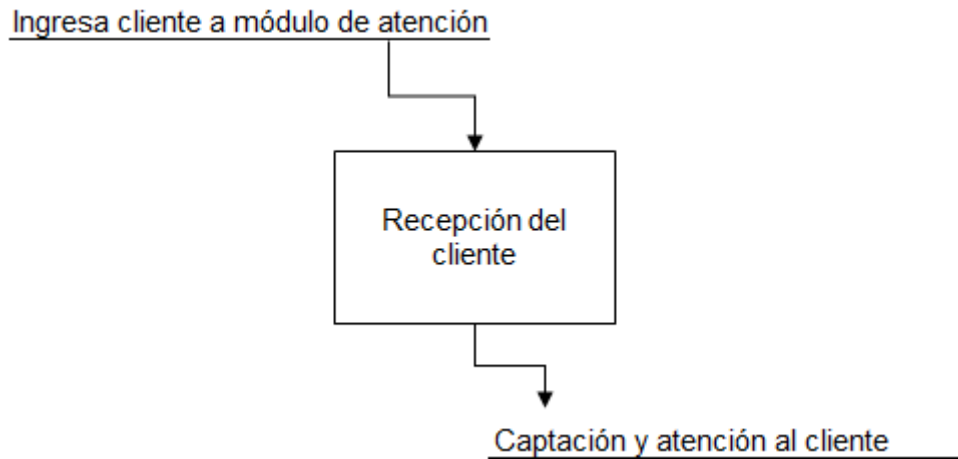 Ingresa cliente a módulo de atención
Recepción del
cliente
Captación y atención al cliente